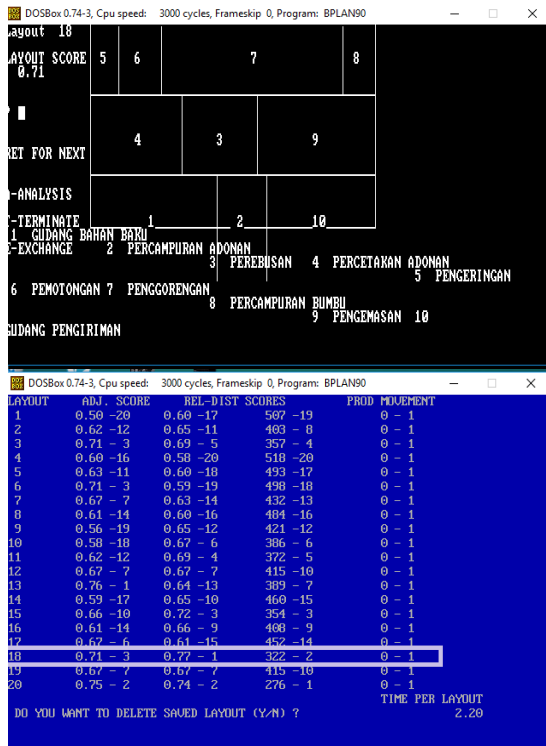 DOSBox 0.74-3, Cpu speed: 3000 cycles, Frameskip 0, Program: BPLAN90
Layout 18
LAYOUT SCORE 5 6 7 8
0.71
?
4 3 9
RET FOR NEXT
-ANALYSIS
-TERMINATE 1 2 10
1 GUDANG BAHAN BAKU
E-EXCHANGE 2 PERCAMPURAN ADONAN
3 PEREBUSAN 4 PERCETAKAN ADONAN
5 PENGERINGAN
6 PEMOTONGAN 7 PENGGORENGAN
8 PERCAMPURAN BUMBU
9 PENGEMASAN 10
GUDANG PENGIRIMAN
DOSBox 0.74-3, Cpu speed: 3000 cycles, Frameskip 0, Program: BPLAN90
LAYOUT ADJ. SCORE REL-DIST SCORES PROD MOVEMENT
1 0.50 -20 0.60 -17 507 -19 0 - 1
2 0.62 -12 0.65 -11 403 - 8 0 - 1
3 0.71 - 3 0.69 - 5 357 - 4 0 - 1
4 0.60 -16 0.58 -20 518 -20 0 - 1
5 0.63 -11 0.60 -18 493 -17 0 - 1
6 0.71 - 3 0.59 -19 498 -18 0 - 1
7 0.67 - 7 0.63 -14 432 -13 0 - 1
8 0.61 -14 0.60 -16 484 -16 0 - 1
9 0.56 -19 0.65 -12 421 -12 0 - 1
10 0.58 -18 0.67 - 6 386 - 6 0 - 1
11 0.62 -12 0.69 - 4 372 - 5 0 - 1
12 0.67 - 7 0.67 - 7 415 -10 0 - 1
13 0.76 - 1 0.64 -13 389 - 7 0 - 1
14 0.59 -17 0.65 -10 460 -15 0 - 1
15 0.66 -10 0.72 - 3 354 - 3 0 - 1
16 0.61 -14 0.66 - 9 408 - 9 0 - 1
17 0.67 - 6 0.61 -15 452 -14 0 - 1
18 0.71 - 3 0.77 - 1 322 - 2 0 - 1
19 0.67 - 7 0.67 - 7 415 -10 0 - 1
20 0.75 - 2 0.74 - 2 276 - 1 0 - 1
TIME PER LAYOUT
DO YOU WANT TO DELETE SAVED LAYOUT (Y/N) ? 2.20